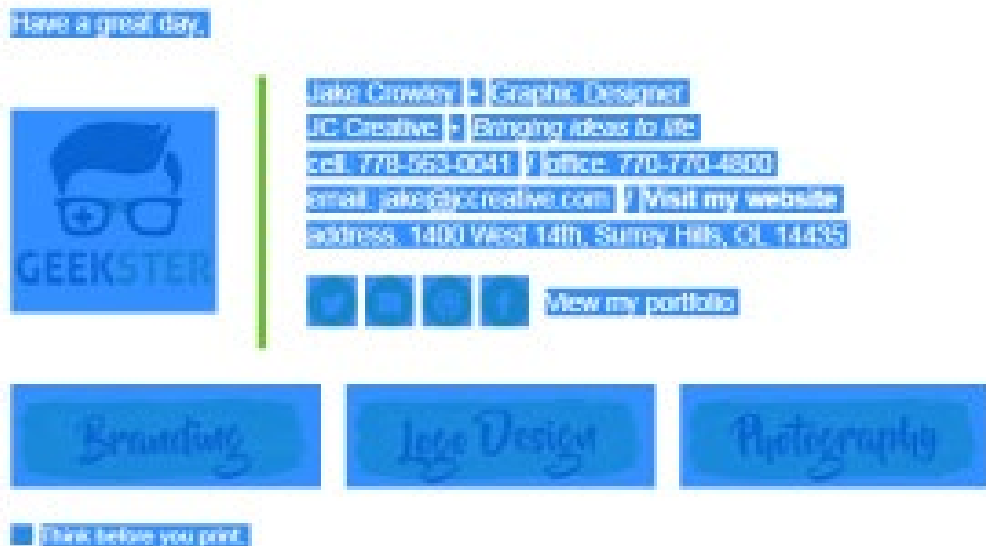 Have a great day,
Jake Crowley • Graphic Designer
JC Creative • Bringing ideas to life
cell. 778-553-0041 / office. 770-770-4800
email. jake@jccreative.com / Visit my website
address. 1400 West 14th, Surrey Hills, OL 14435
GEEKSTER
View my portfolio
Branding
Logo Design
Photography
Think before you print.